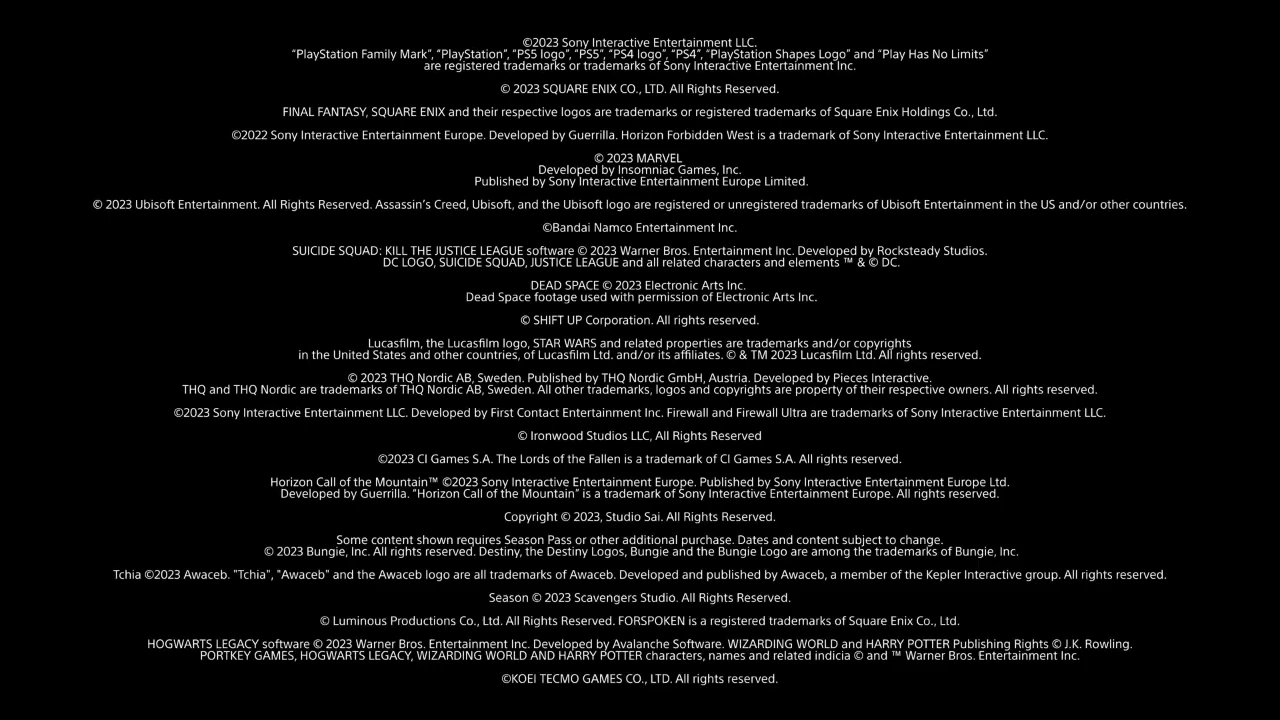 ©2023 Sony Interactive Entertainment LLC.
“PlayStation Family Mark”, “PlayStation”, “PS5 logo”, “PS5”, “PS4 logo”, “PS4”, “PlayStation Shapes Logo” and “Play Has No Limits”
are registered trademarks or trademarks of Sony Interactive Entertainment Inc.
© 2023 SQUARE ENIX CO., LTD. All Rights Reserved.
FINAL FANTASY, SQUARE ENIX and their respective logos are trademarks or registered trademarks of Square Enix Holdings Co., Ltd.
©2022 Sony Interactive Entertainment Europe. Developed by Guerrilla. Horizon Forbidden West is a trademark of Sony Interactive Entertainment LLC.
© 2023 MARVEL
Developed by Insomniac Games, Inc.
Published by Sony Interactive Entertainment Europe Limited.
© 2023 Ubisoft Entertainment. All Rights Reserved. Assassin’s Creed, Ubisoft, and the Ubisoft logo are registered or unregistered trademarks of Ubisoft Entertainment in the US and/or other countries.
©Bandai Namco Entertainment Inc.
SUICIDE SQUAD: KILL THE JUSTICE LEAGUE software © 2023 Warner Bros. Entertainment Inc. Developed by Rocksteady Studios.
DC LOGO, SUICIDE SQUAD, JUSTICE LEAGUE and all related characters and elements ™ & © DC.
DEAD SPACE © 2023 Electronic Arts Inc.
Dead Space footage used with permission of Electronic Arts Inc.
© SHIFT UP Corporation. All rights reserved.
Lucasfilm, the Lucasfilm logo, STAR WARS and related properties are trademarks and/or copyrights
in the United States and other countries, of Lucasfilm Ltd. and/or its affiliates. © & TM 2023 Lucasfilm Ltd. All rights reserved.
© 2023 THQ Nordic AB, Sweden. Published by THQ Nordic GmbH, Austria. Developed by Pieces Interactive.
THQ and THQ Nordic are trademarks of THQ Nordic AB, Sweden. All other trademarks, logos and copyrights are property of their respective owners. All rights reserved.
©2023 Sony Interactive Entertainment LLC. Developed by First Contact Entertainment Inc. Firewall and Firewall Ultra are trademarks of Sony Interactive Entertainment LLC.
© Ironwood Studios LLC, All Rights Reserved
©2023 CI Games S.A. The Lords of the Fallen is a trademark of CI Games S.A. All rights reserved.
Horizon Call of the Mountain™ ©2023 Sony Interactive Entertainment Europe. Published by Sony Interactive Entertainment Europe Ltd.
Developed by Guerrilla. “Horizon Call of the Mountain” is a trademark of Sony Interactive Entertainment Europe. All rights reserved.
Copyright © 2023, Studio Sai. All Rights Reserved.
Some content shown requires Season Pass or other additional purchase. Dates and content subject to change.
© 2023 Bungie, Inc. All rights reserved. Destiny, the Destiny Logos, Bungie and the Bungie Logo are among the trademarks of Bungie, Inc.
Tchia ©2023 Awaceb. "Tchia", "Awaceb" and the Awaceb logo are all trademarks of Awaceb. Developed and published by Awaceb, a member of the Kepler Interactive group. All rights reserved.
Season © 2023 Scavengers Studio. All Rights Reserved.
© Luminous Productions Co., Ltd. All Rights Reserved. FORSPOKEN is a registered trademarks of Square Enix Co., Ltd.
HOGWARTS LEGACY software © 2023 Warner Bros. Entertainment Inc. Developed by Avalanche Software. WIZARDING WORLD and HARRY POTTER Publishing Rights © J.K. Rowling.
PORTKEY GAMES, HOGWARTS LEGACY, WIZARDING WORLD AND HARRY POTTER characters, names and related indicia © and ™ Warner Bros. Entertainment Inc.
©KOEI TECMO GAMES CO., LTD. All rights reserved.